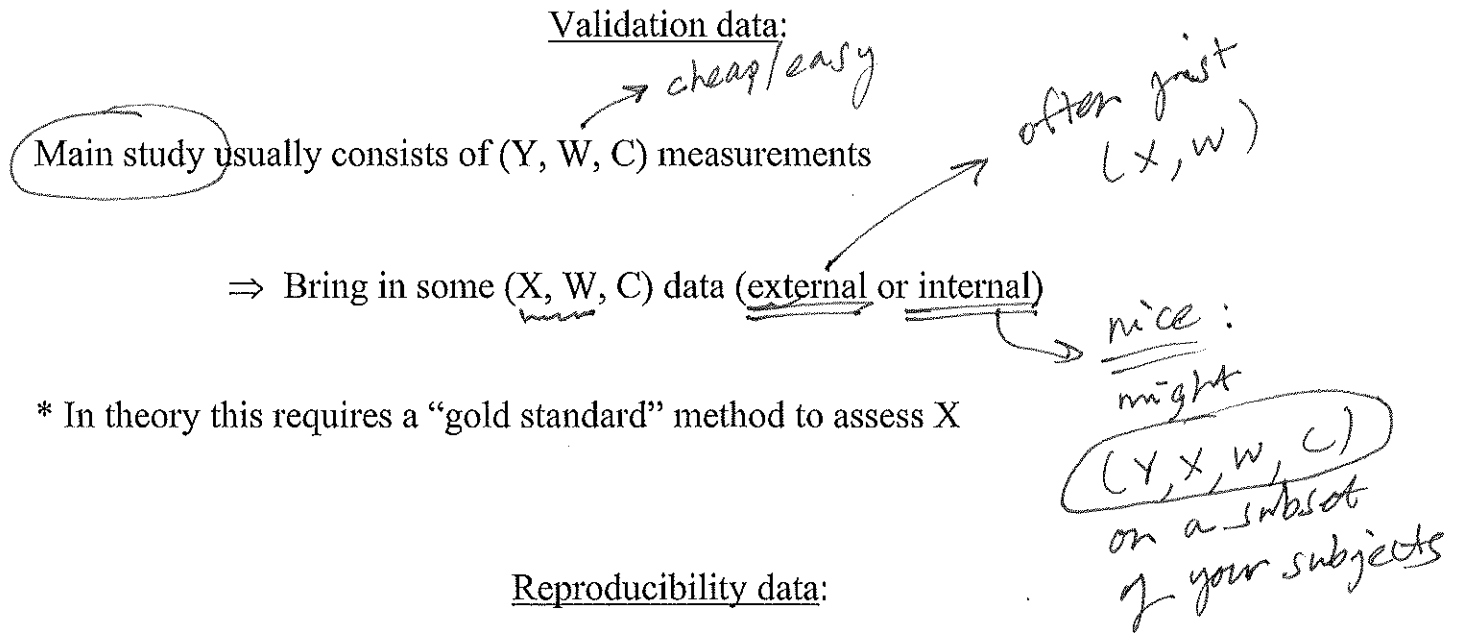 Validation data:
cheap/easy
often just
(X, W)
Main study usually consists of (Y, W, C) measurements
⇒ Bring in some (X, W, C) data (external or internal)
nice:
might
(Y, X, W, C)
on a subset
of your subjects
* In theory this requires a “gold standard” method to assess X
Reproducibility data: